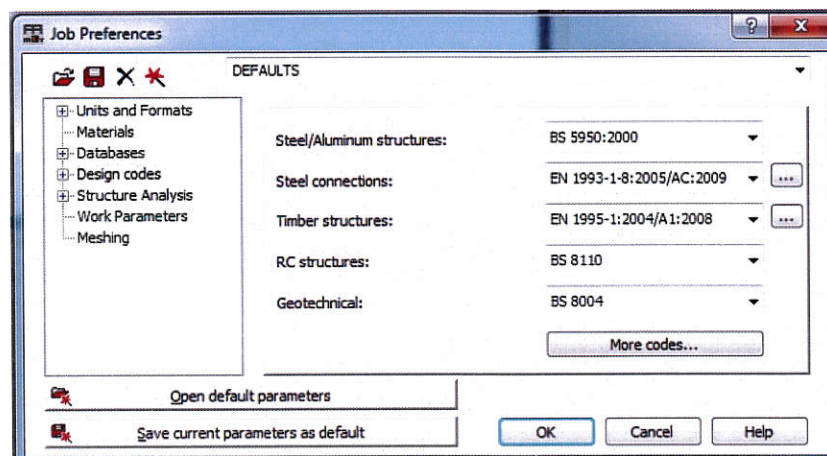 Job Preferences
DEFAULTS
Units and Formats
Materials
Databases
Design codes
Structure Analysis
Work Parameters
Meshing
Steel/Aluminum structures: BS 5950:2000
Steel connections: EN 1993-1-8:2005/AC:2009 ...
Timber structures: EN 1995-1:2004/A1:2008 ...
RC structures: BS 8110
Geotechnical: BS 8004
More codes...
Open default parameters
Save current parameters as default
OK Cancel Help